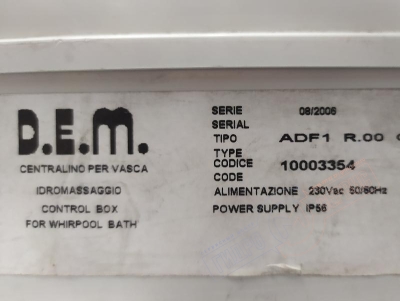 D.E.M.
CENTRALINO PER VASCA
IDROMASSAGGIO
CONTROL BOX
FOR WHIRPOOL BATH
SERIE 08/2006
SERIAL
TIPO ADF1 R.00
TYPE
CODICE 10003354
CODE
ALIMENTAZIONE 230Vac 50/60Hz
POWER SUPPLY IP56